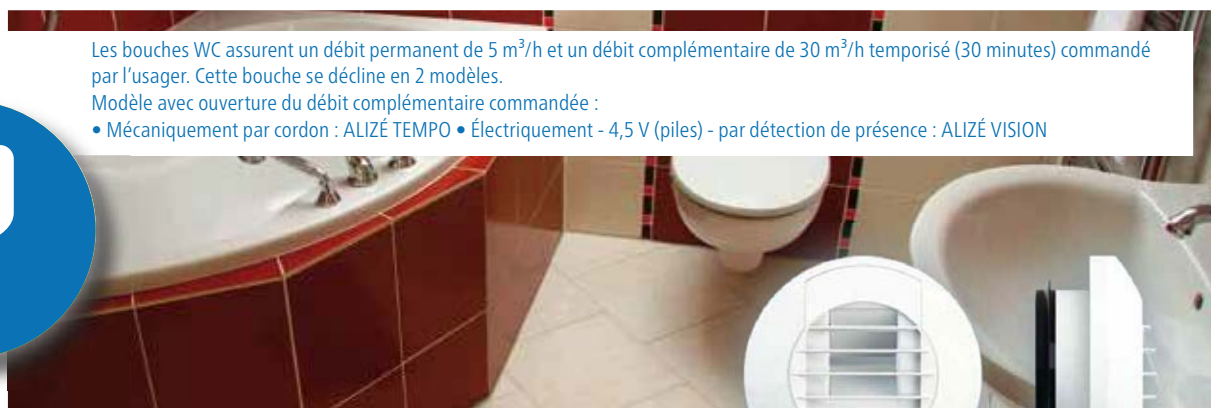 Les bouches WC assurent un débit permanent de 5 m³/h et un débit complémentaire de 30 m³/h temporisé (30 minutes) commandé
par l'usager. Cette bouche se décline en 2 modèles.
Modèle avec ouverture du débit complémentaire commandée :
• Mécaniquement par cordon : ALIZÉ TEMPO • Électriquement - 4,5 V (piles) - par détection de présence : ALIZÉ VISION